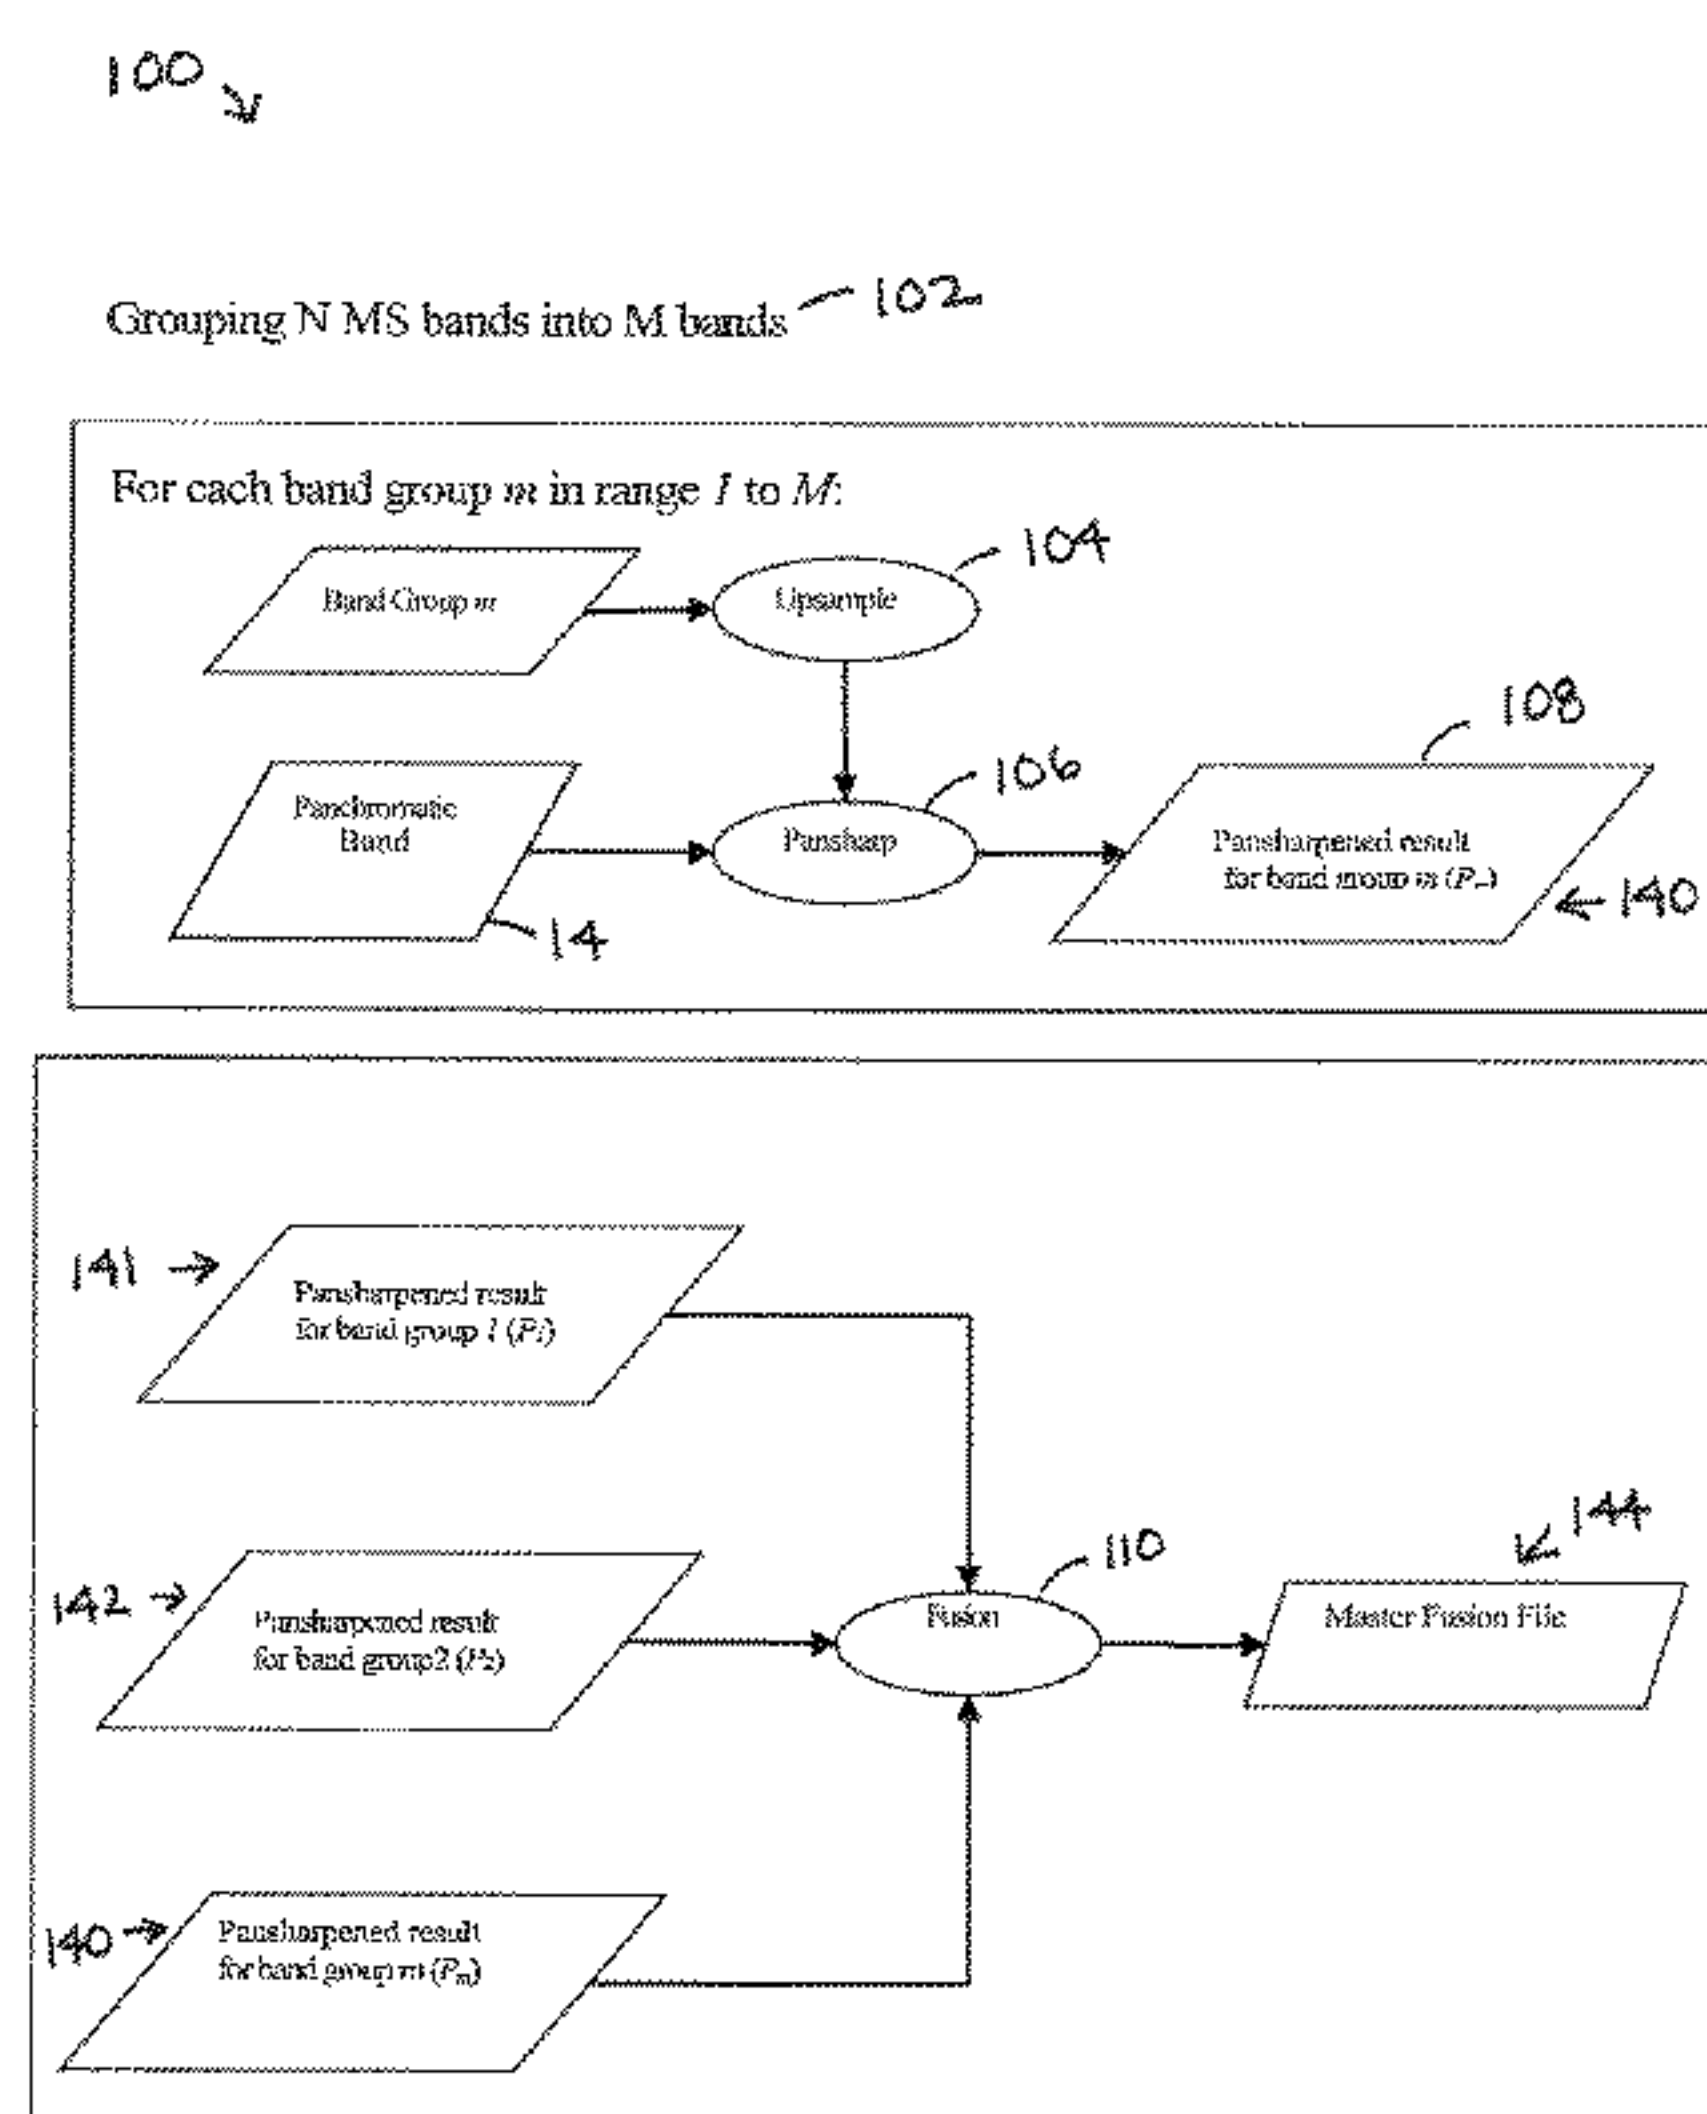 100
102
Grouping N MS bands into M bands
For each band group m in range 1 to M:
104
Band Group m
Upsample
108
106
Panchromatic
Band
Pansharp
Pansharpened result
for band group m (Pm)
140
14
141
Pansharpened result
for band group 1 (P1)
110
144
142
Pansharpened result
for band group2 (P2)
Fusion
Master Fusion File
140
Pansharpened result
for band group m (Pm)